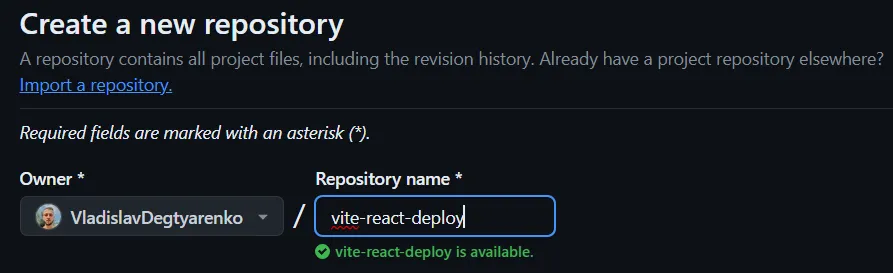 Create a new repository
A repository contains all project files, including the revision history. Already have a project repository elsewhere?
Import a repository.
Required fields are marked with an asterisk (*).
Owner * Repository name *
VladislavDegtyarenko / vite-react-deploy
vite-react-deploy is available.